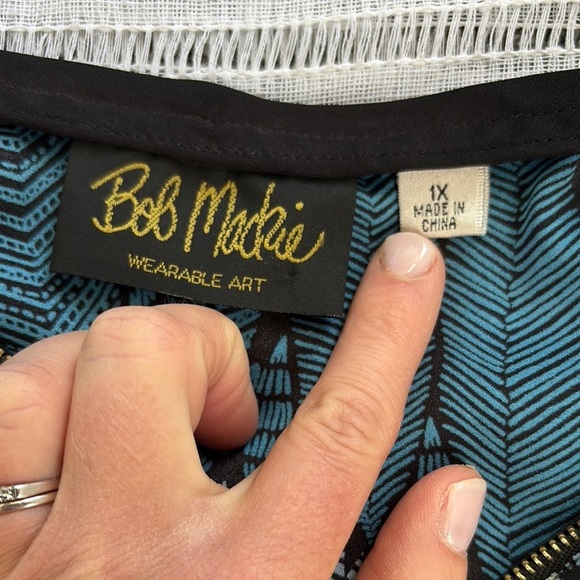 Bob Mackie
WEARABLE ART
1X
MADE IN
CHINA